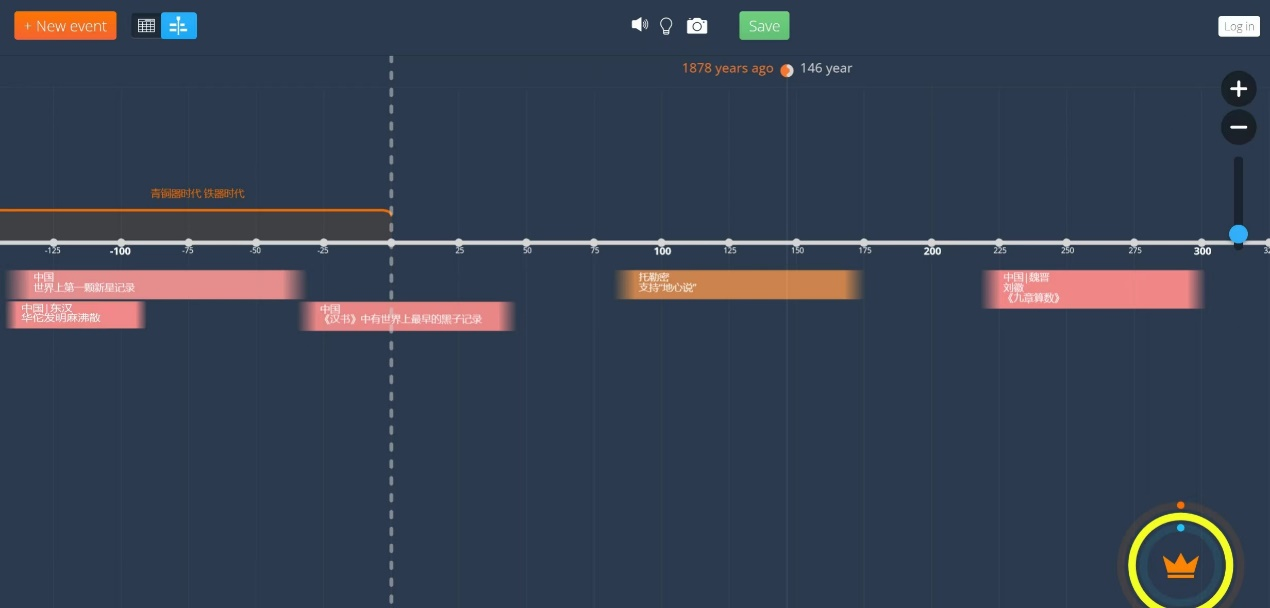 + New event
Save
Log in
1878 years ago 146 year
青铜器时代 铁器时代
-125 -100 -75 -50 -25 25 50 75 100 125 150 175 200 225 250 275 300
中国
世界上第一颗新星记录
托勒密
支持"地心说"
中国|魏晋
刘徽
《九章算数》
中国|东汉
华佗发明麻沸散
中国
《汉书》中有世界上最早的黑子记录